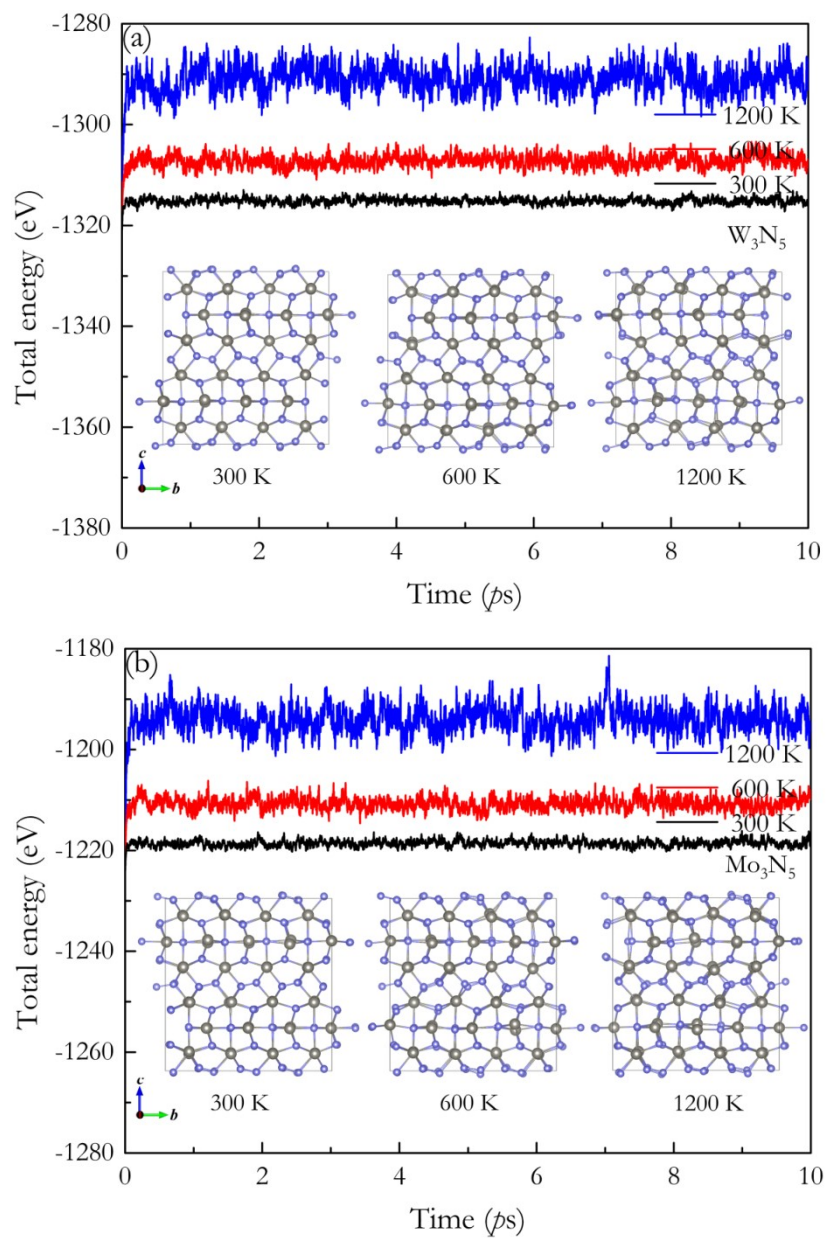 (a)
-1280
-1300
-1320
-1340
-1360
-1380
Total energy (eV)
1200 K
600 K
300 K
W₃N₅
300 K
600 K
1200 K
c
b
0
2
4
6
8
10
Time (ps)
(b)
-1180
-1200
-1220
-1240
-1260
-1280
Total energy (eV)
1200 K
600 K
300 K
Mo₃N₅
300 K
600 K
1200 K
c
b
0
2
4
6
8
10
Time (ps)